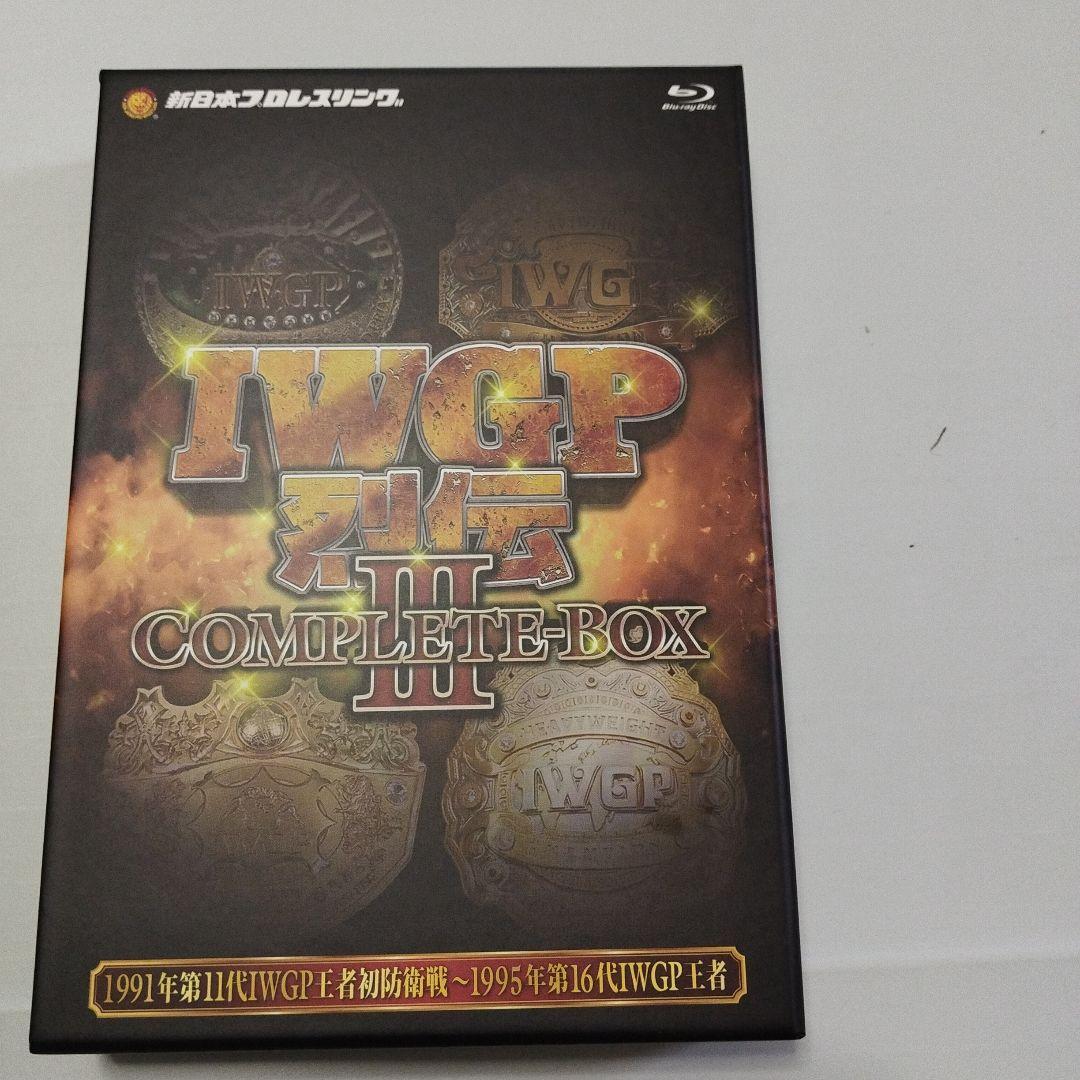 新日本プロレスリング
Blu-ray Disc
IWGP
IWGP
IWGP
烈伝
III
COMPLETE-BOX
HEAVYWEIGHT
IWGP
1991年第11代IWGP王者初防衛戦～1995年第16代IWGP王者